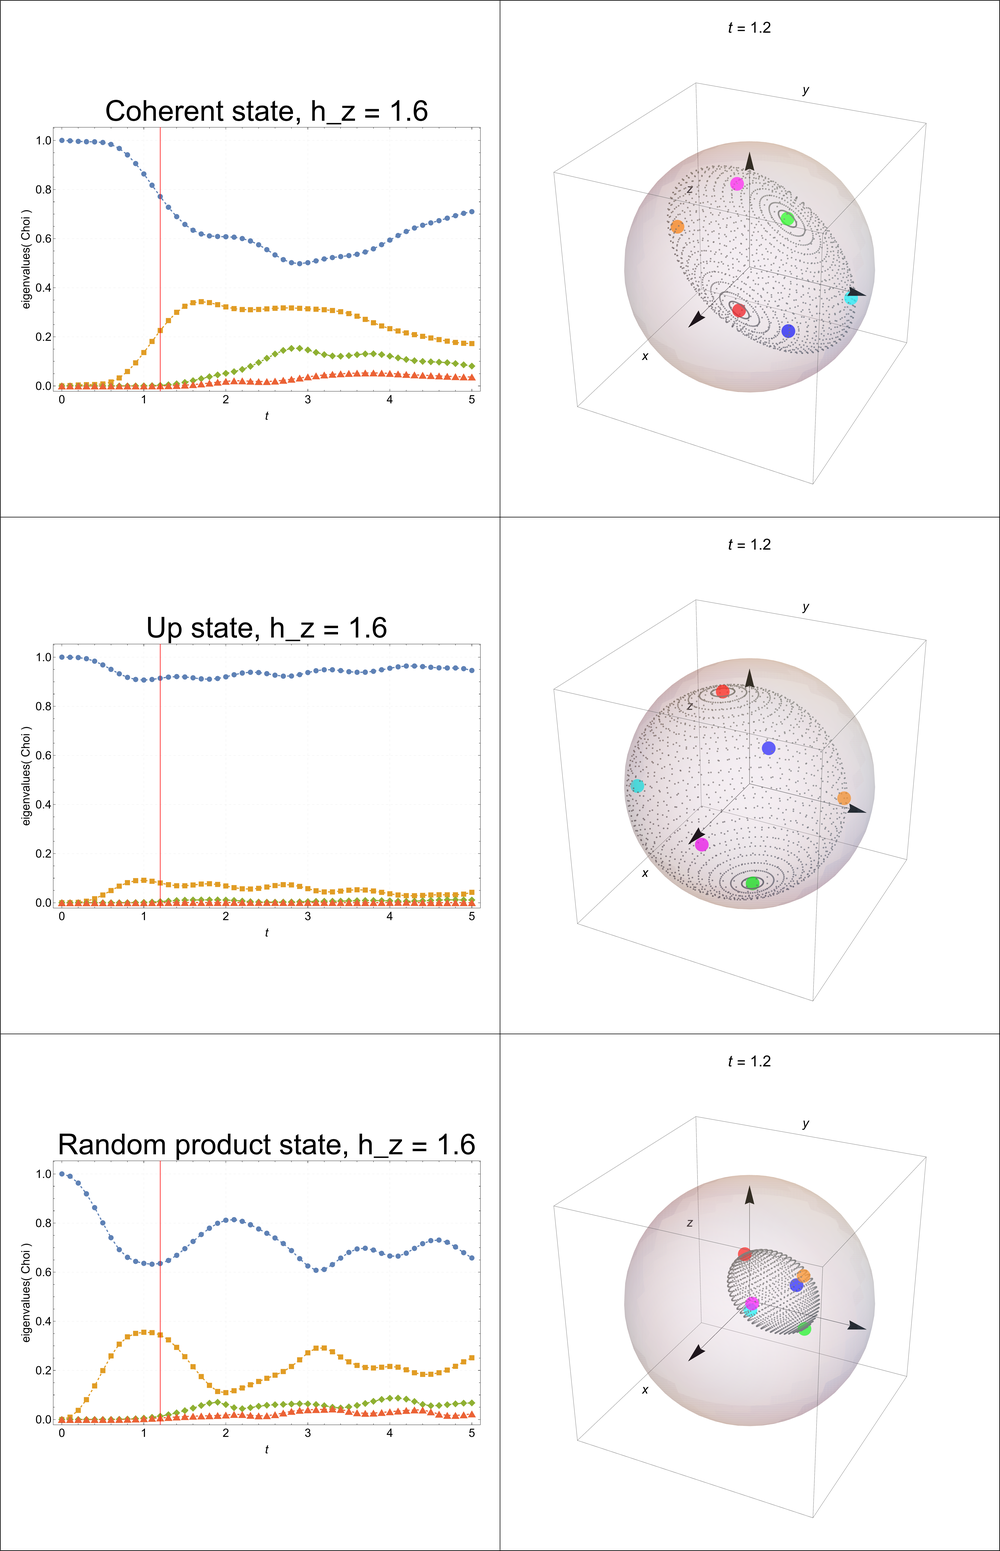 Coherent state, h_z = 1.6
eigenvalues( Choi )
1.0
0.8
0.6
0.4
0.2
0.0
0 1 2 3 4 5
t
t = 1.2
y
z
x
Up state, h_z = 1.6
eigenvalues( Choi )
1.0
0.8
0.6
0.4
0.2
0.0
0 1 2 3 4 5
t
t = 1.2
y
z
x
Random product state, h_z = 1.6
eigenvalues( Choi )
1.0
0.8
0.6
0.4
0.2
0.0
0 1 2 3 4 5
t
t = 1.2
y
z
x